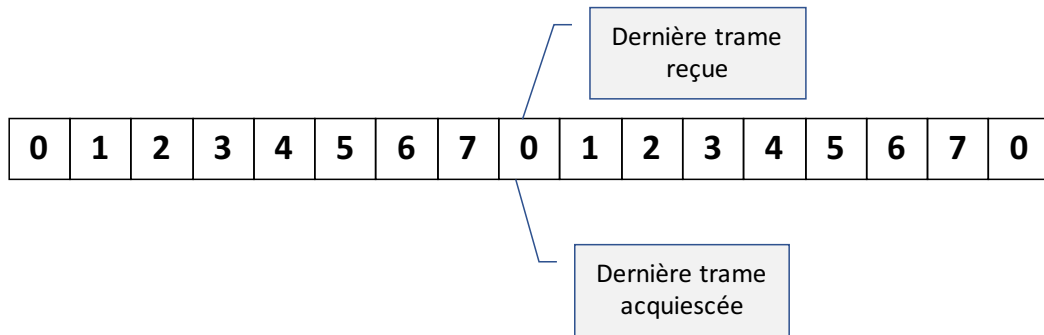 Dernière trame
reçue
0 1 2 3 4 5 6 7 0 1 2 3 4 5 6 7 0
Dernière trame
acquiescée